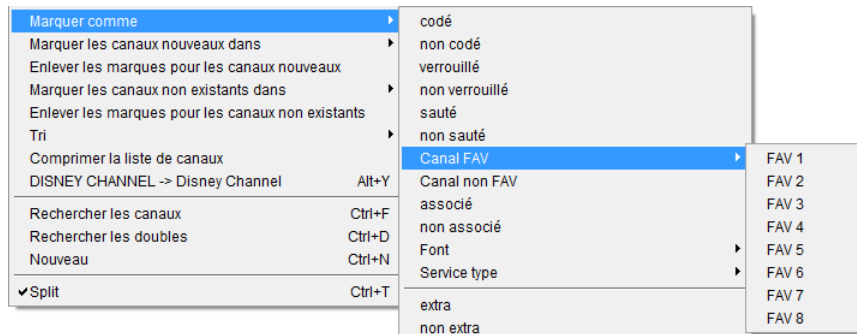 Marquer comme
Marquer les canaux nouveaux dans
Enlever les marques pour les canaux nouveaux
Marquer les canaux non existants dans
Enlever les marques pour les canaux non existants
Tri
Comprimer la liste de canaux
DISNEY CHANNEL -> Disney Channel Alt+Y
Rechercher les canaux Ctrl+F
Rechercher les doubles Ctrl+D
Nouveau Ctrl+N
Split Ctrl+T
codé
non codé
verrouillé
non verrouillé
sauté
non sauté
Canal FAV
Canal non FAV
associé
non associé
Font
Service type
extra
non extra
FAV 1
FAV 2
FAV 3
FAV 4
FAV 5
FAV 6
FAV 7
FAV 8